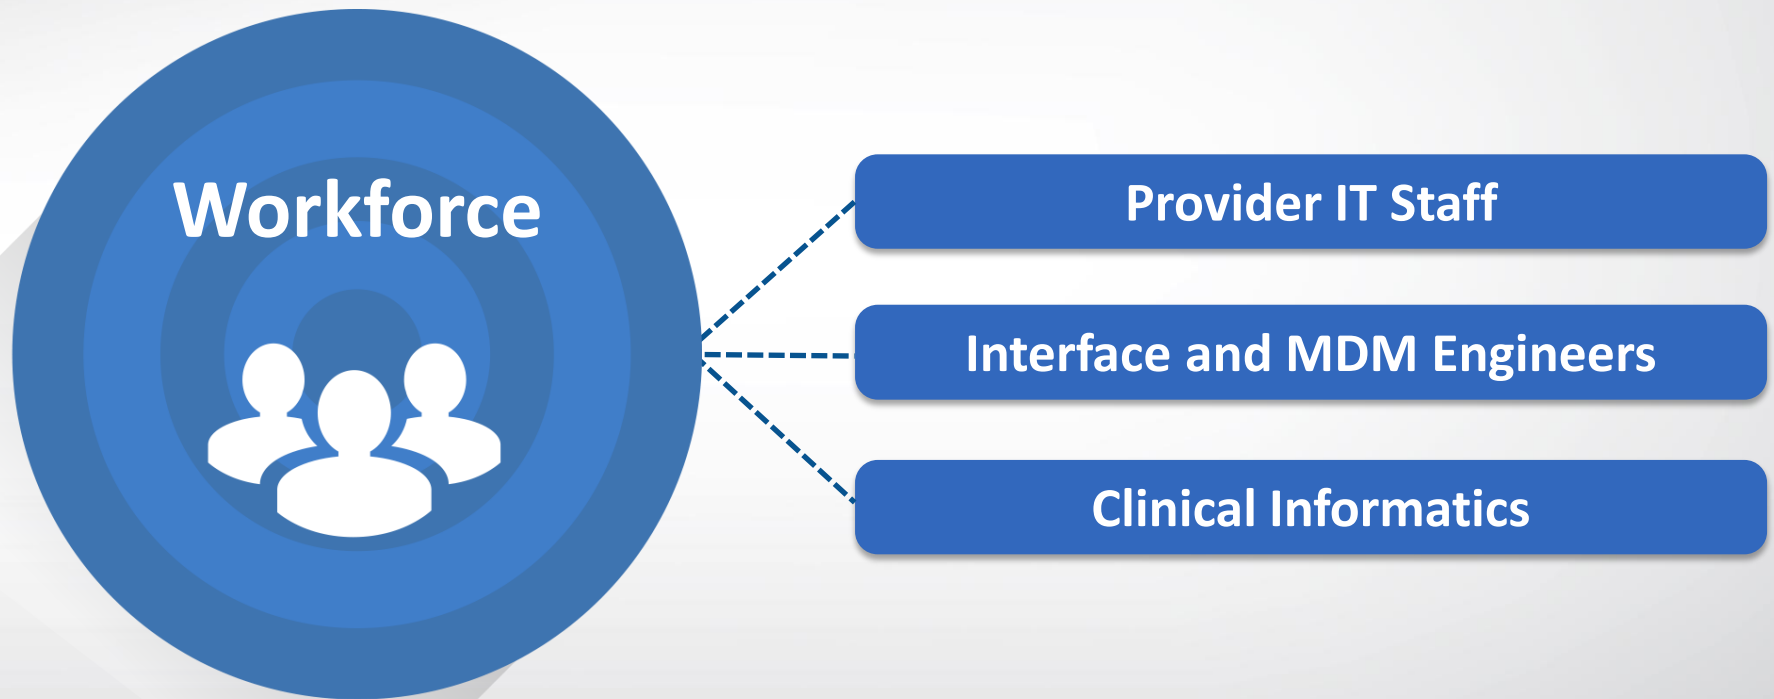 Workforce
Provider IT Staff
Interface and MDM Engineers
Clinical Informatics